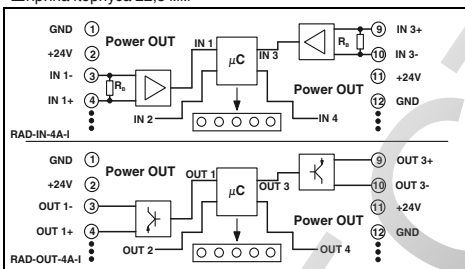 Ширина корпуса 22,5 мм
GND 1
+24V 2
IN 1- 3
IN 1+ 4
Power OUT
RB
IN 1
IN 2
µC
IN 3
IN 4
RB
Power OUT
9 IN 3+
10 IN 3-
11 +24V
12 GND
RAD-IN-4A-I
GND 1
+24V 2
OUT 1- 3
OUT 1+ 4
Power OUT
OUT 1
OUT 2
µC
OUT 3
OUT 4
Power OUT
9 OUT 3+
10 OUT 3-
11 +24V
12 GND
RAD-OUT-4A-I